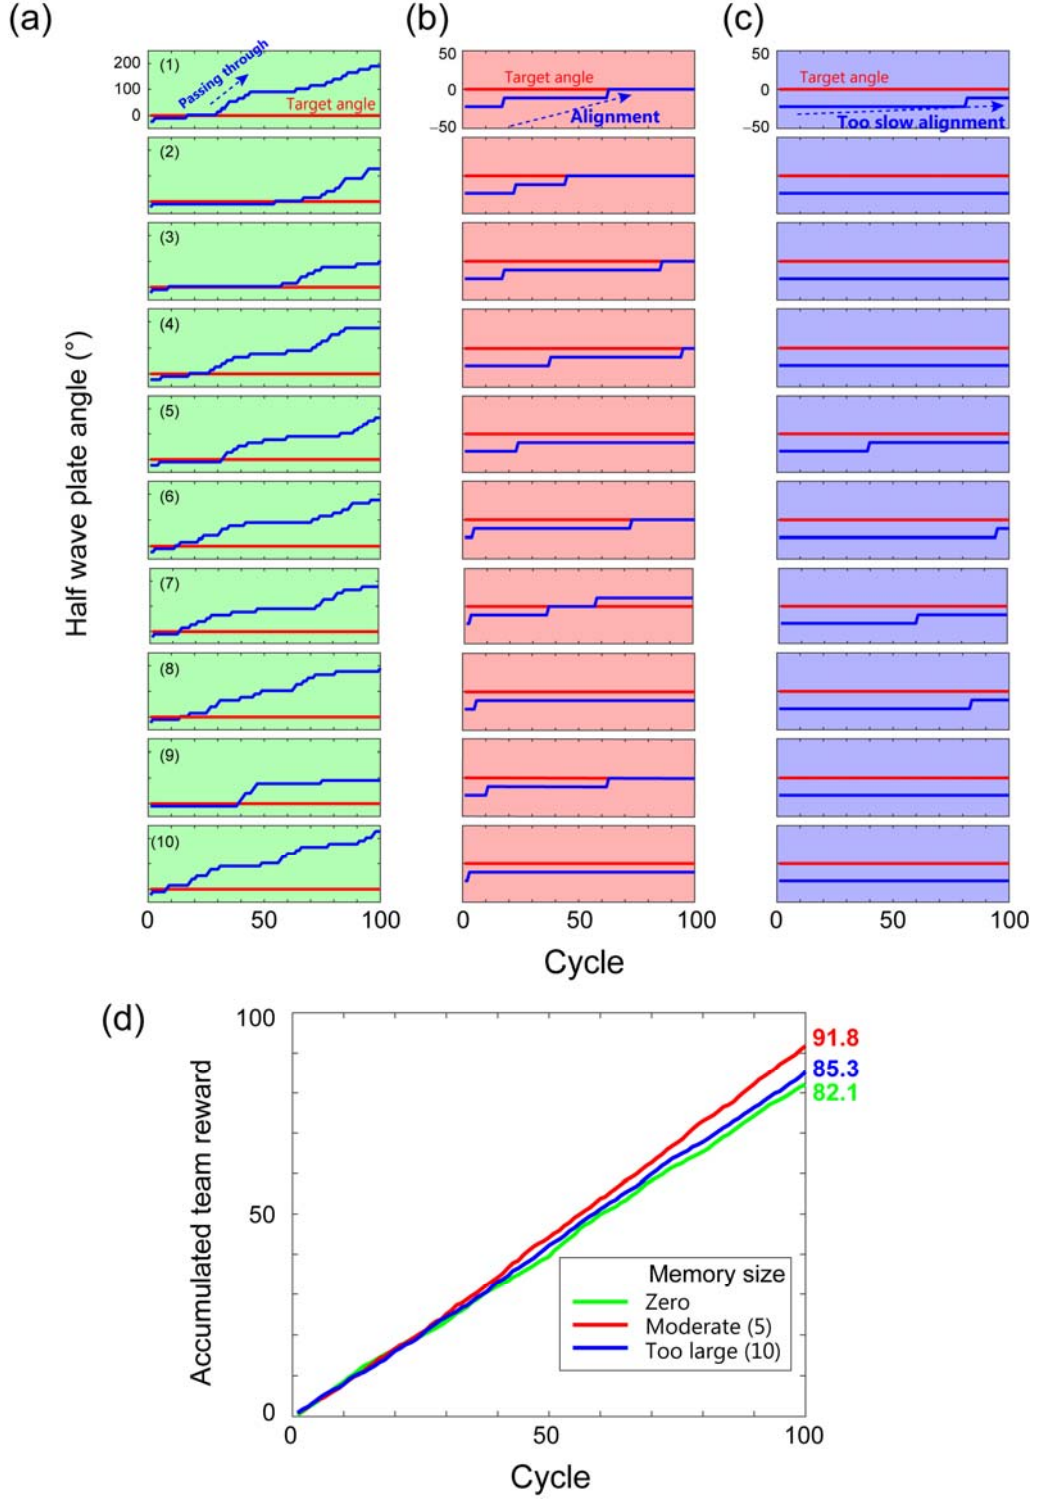 (a)
(b)
(c)
200
100
0
(1)
Passing through
Target angle
50
0
−50
Target angle
Alignment
50
0
−50
Target angle
Too slow alignment
(2)
(3)
(4)
(5)
(6)
(7)
(8)
(9)
(10)
Half wave plate angle (°)
0 50 100
0 50 100
0 50 100
Cycle
(d)
Accumulated team reward
100
50
0
91.8
85.3
82.1
Memory size
Zero
Moderate (5)
Too large (10)
0 50 100
Cycle